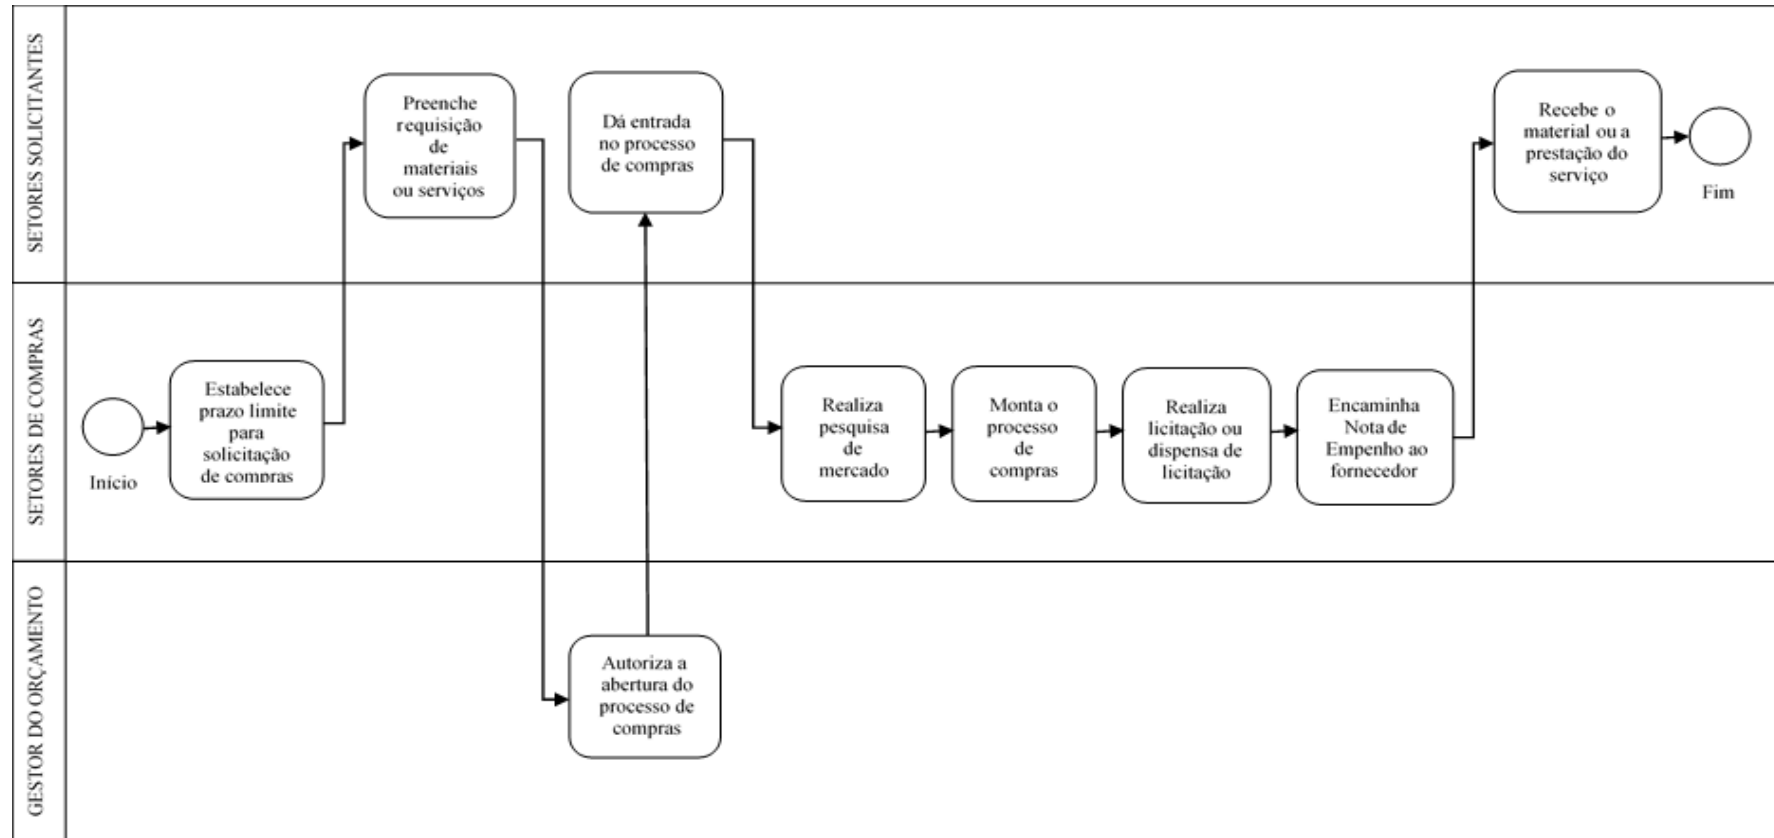 SETORES SOLICITANTES
Preenche
requisição
de
materiais
ou serviços
Dá entrada
no processo
de compras
Recebe o
material ou a
prestação do
serviço
Fim
SETORES DE COMPRAS
Início
Estabelece
prazo limite
para
solicitação
de compras
Realiza
pesquisa
de
mercado
Monta o
processo
de
compras
Realiza
licitação ou
dispensa de
licitação
Encaminha
Nota de
Empenho ao
fornecedor
GESTOR DO ORÇAMENTO
Autoriza a
abertura do
processo de
compras